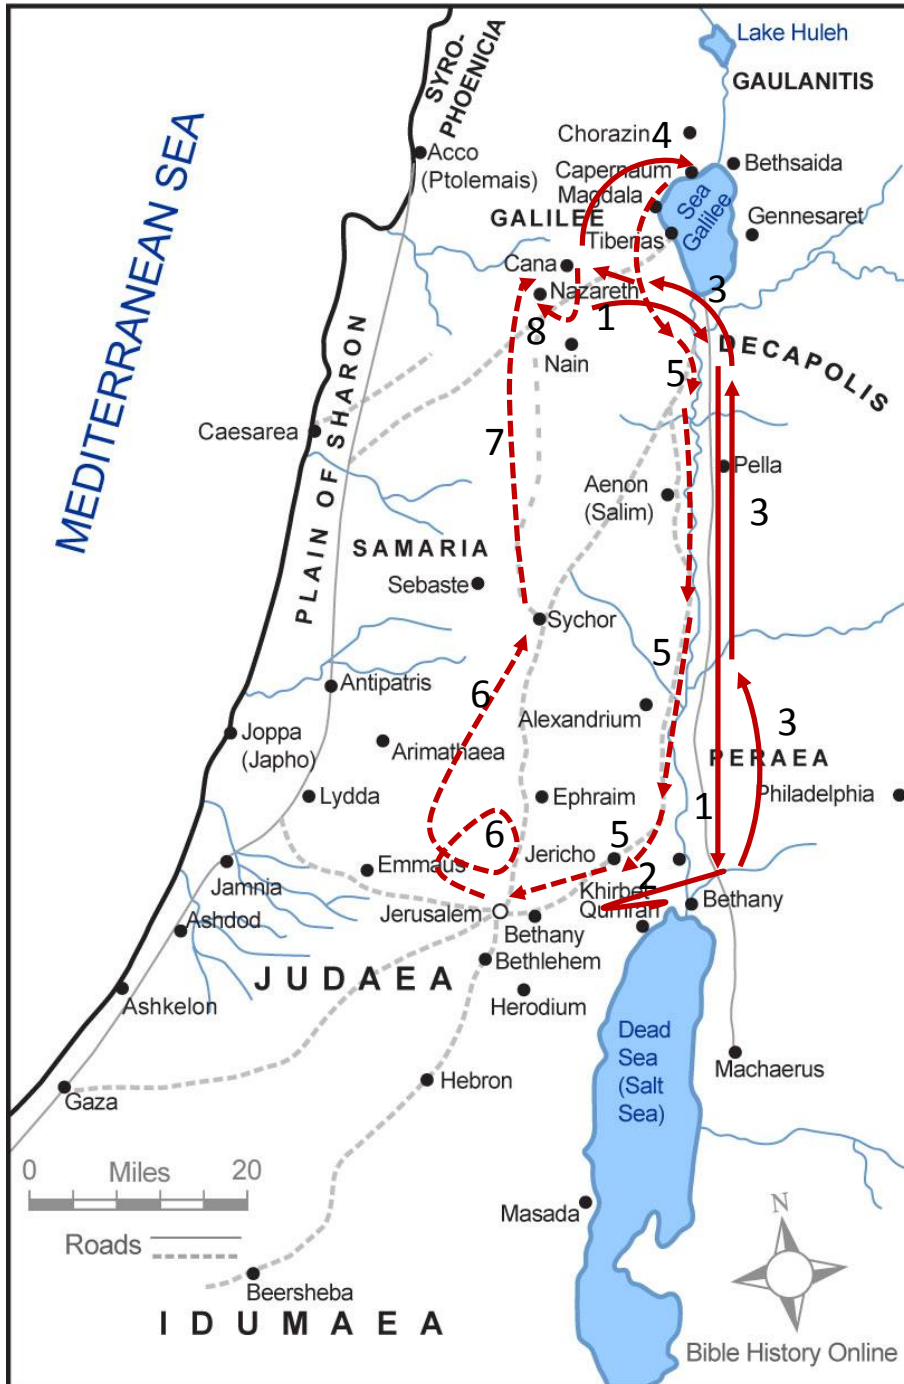 Lake Huleh
SYRO-
PHOENICIA
GAULANITIS
MEDITERRANEAN SEA
Chorazin
4
Acco
(Ptolemais)
Capernaum
Bethsaida
Magdala
Sea
Galilee
GALILEE
Gennesaret
Tiberias
Cana
Nazareth
3
1
8
DECAPOLIS
Nain
5
PLAIN OF SHARON
Caesarea
7
Pella
Aenon
(Salim)
3
SAMARIA
Sebaste
Sychor
5
Antipatris
6
Alexandrium
3
Joppa
(Japho)
Arimathaea
PERAEA
Lydda
Ephraim
1
Philadelphia
6
5
Jericho
Emmaus
Jamnia
2
Khirbet
Qumran
Bethany
Jerusalem
Ashdod
Bethany
Bethlehem
JUDAEA
Ashkelon
Herodium
Dead
Sea
(Salt
Sea)
Machaerus
Hebron
Gaza
0 Miles 20
Masada
N
Roads
Beersheba
IDUMAEA
Bible History Online